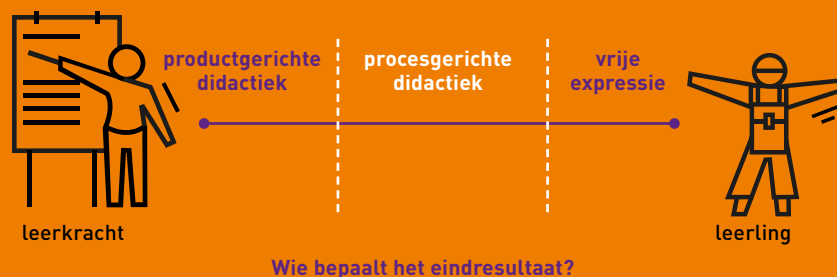 productgerichte
didactiek
procesgerichte
didactiek
vrije
expressie
leerkracht
leerling
Wie bepaalt het eindresultaat?